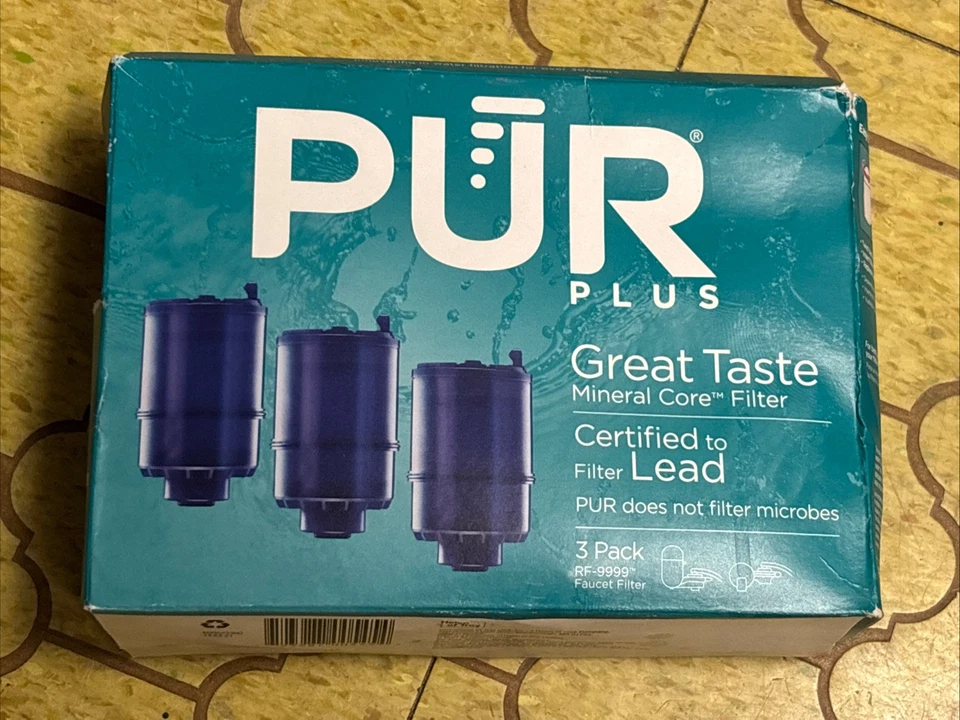 PUR®
PLUS
Great Taste
Mineral Core™ Filter
Certified to
Filter Lead
PUR does not filter microbes
3 Pack
RF-9999™
Faucet Filter